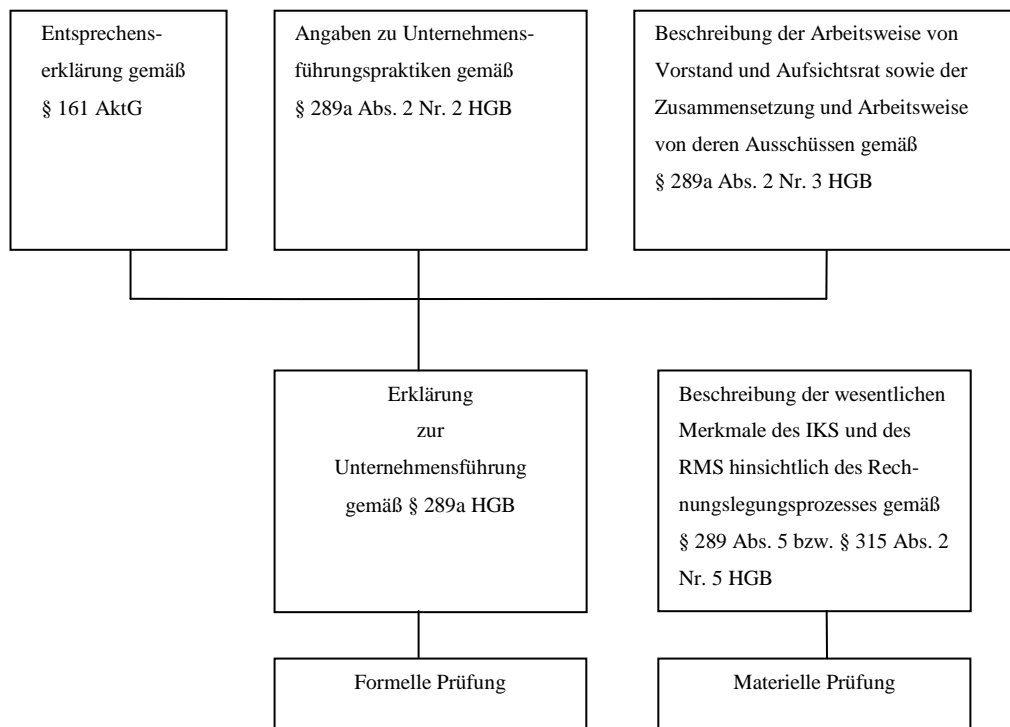 Entsprechens-
erklärung gemäß
§ 161 AktG
Angaben zu Unternehmens-
führungspraktiken gemäß
§ 289a Abs. 2 Nr. 2 HGB
Beschreibung der Arbeitsweise von
Vorstand und Aufsichtsrat sowie der
Zusammensetzung und Arbeitsweise
von deren Ausschüssen gemäß
§ 289a Abs. 2 Nr. 3 HGB
Erklärung
zur
Unternehmensführung
gemäß § 289a HGB
Beschreibung der wesentlichen
Merkmale des IKS und des
RMS hinsichtlich des Rech-
nungslegungsprozesses gemäß
§ 289 Abs. 5 bzw. § 315 Abs. 2
Nr. 5 HGB
Formelle Prüfung
Materielle Prüfung